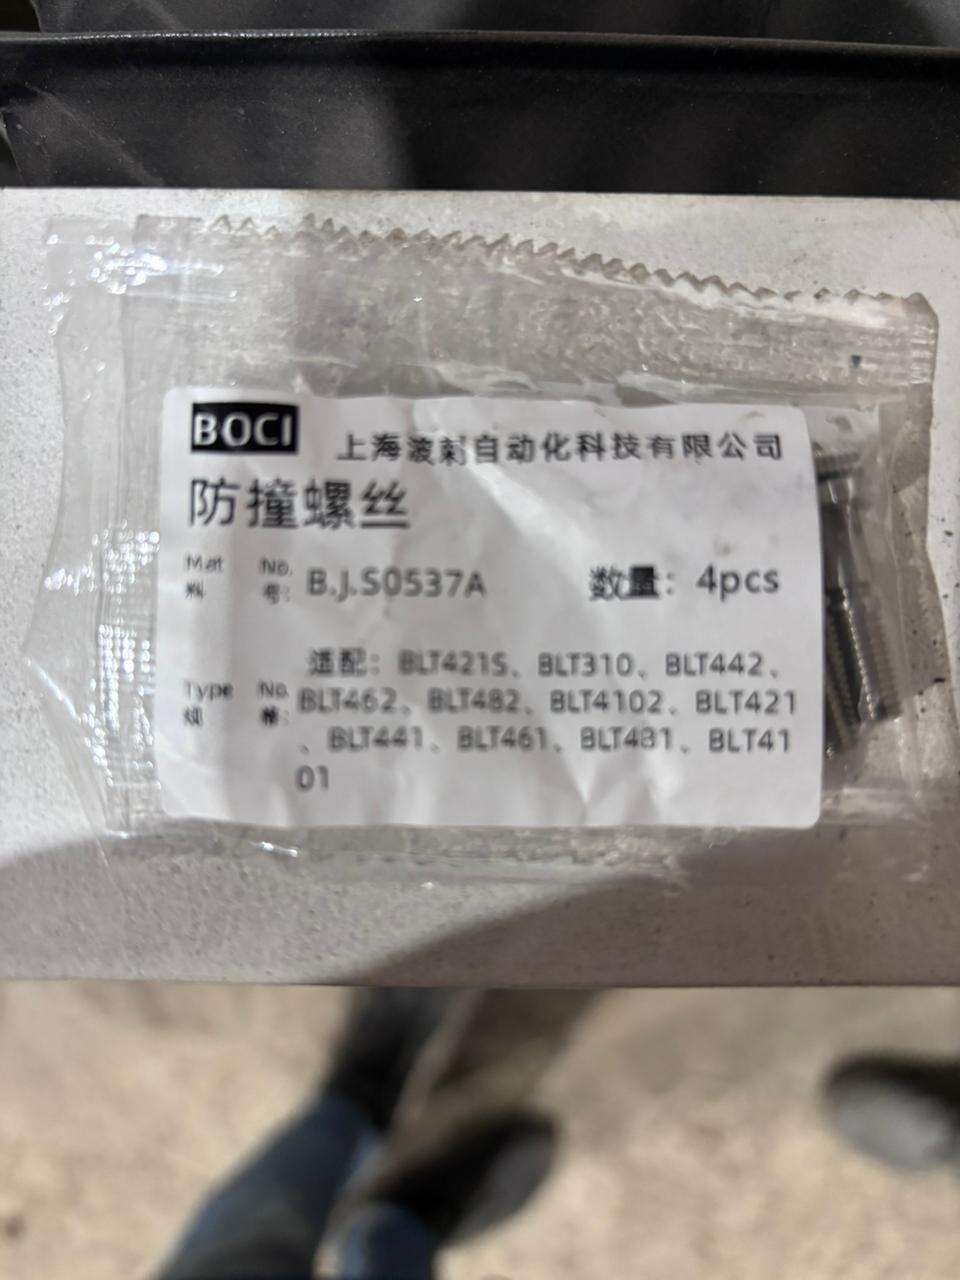 BOCI 上海波刺自动化科技有限公司
防撞螺丝
Mat No. B.J.S0537A 数量：4pcs
料 号：
适配：BLT421S、BLT310、BLT442、
Type No. BLT462、BLT482、BLT4102、BLT421
、BLT441、BLT461、BLT481、BLT41
01